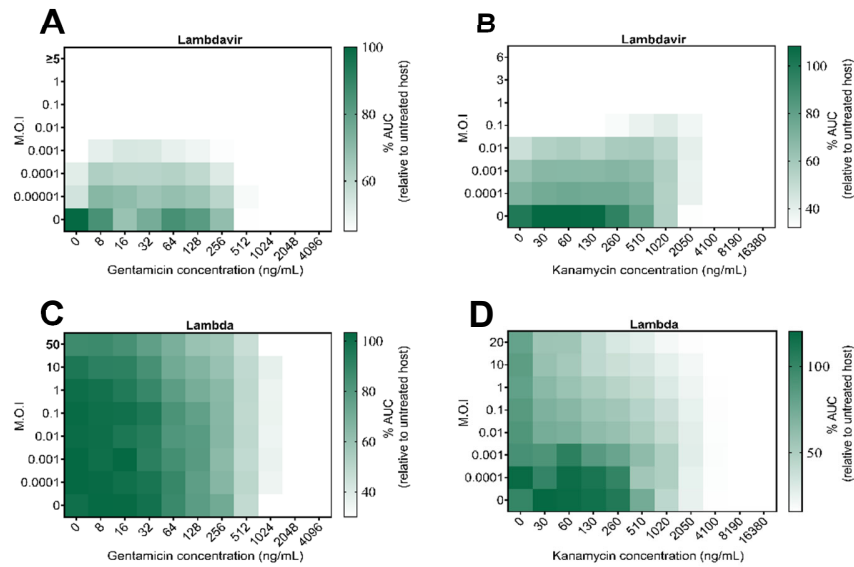 A
Lambdavir
M.O.I
≥5
1
0.1
0.01
0.001
0.0001
0.00001
0
0 8 16 32 64 128 256 512 1024 2048 4096
Gentamicin concentration (ng/mL)
100
80
60
% AUC
(relative to untreated host)
B
Lambdavir
M.O.I
6
3
1
0.1
0.01
0.001
0.0001
0
0 30 60 130 260 510 1020 2050 4100 8190 16380
Kanamycin concentration (ng/mL)
100
80
60
40
% AUC
(relative to untreated host)
C
Lambda
M.O.I
50
10
1
0.1
0.01
0.001
0.0001
0
0 8 16 32 64 128 256 512 1024 2048 4096
Gentamicin concentration (ng/mL)
100
80
60
40
% AUC
(relative to untreated host)
D
Lambda
M.O.I
20
10
1
0.1
0.01
0.001
0.0001
0
0 30 60 130 260 510 1020 2050 4100 8190 16380
Kanamycin concentration (ng/mL)
100
50
% AUC
(relative to untreated host)